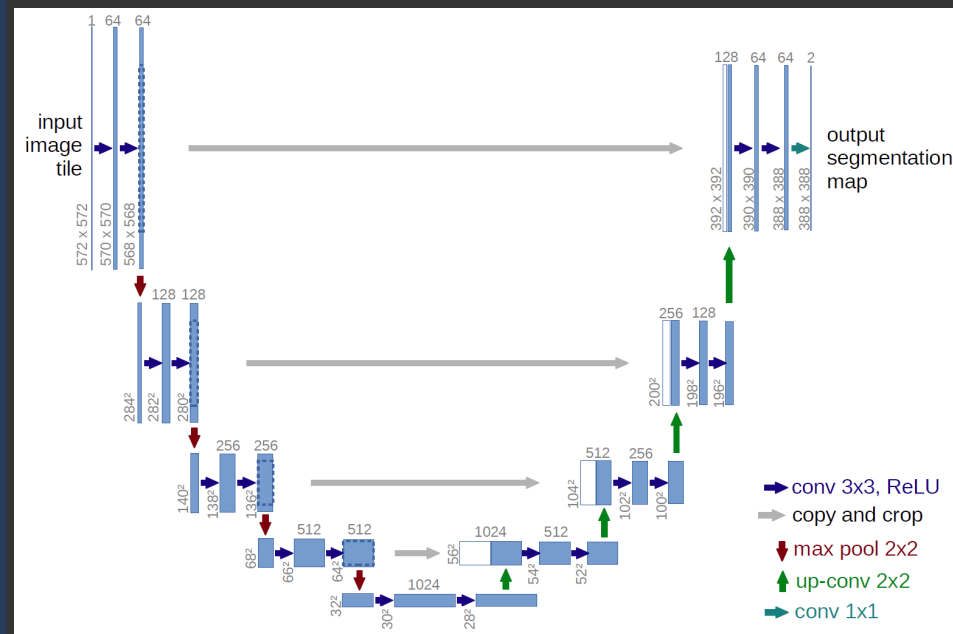 1 64 64
128 64 64 2
input
image
tile
output
segmentation
map
572 x 572
570 x 570
568 x 568
392 x 392
390 x 390
388 x 388
388 x 388
128 128
256 128
284²
282²
280²
200²
198²
196²
256 256
512 256
140²
138²
136²
104²
102²
100²
512 512
1024 512
68²
66²
64²
56²
54²
52²
1024
32²
30²
28²
conv 3x3, ReLU
copy and crop
max pool 2x2
up-conv 2x2
conv 1x1